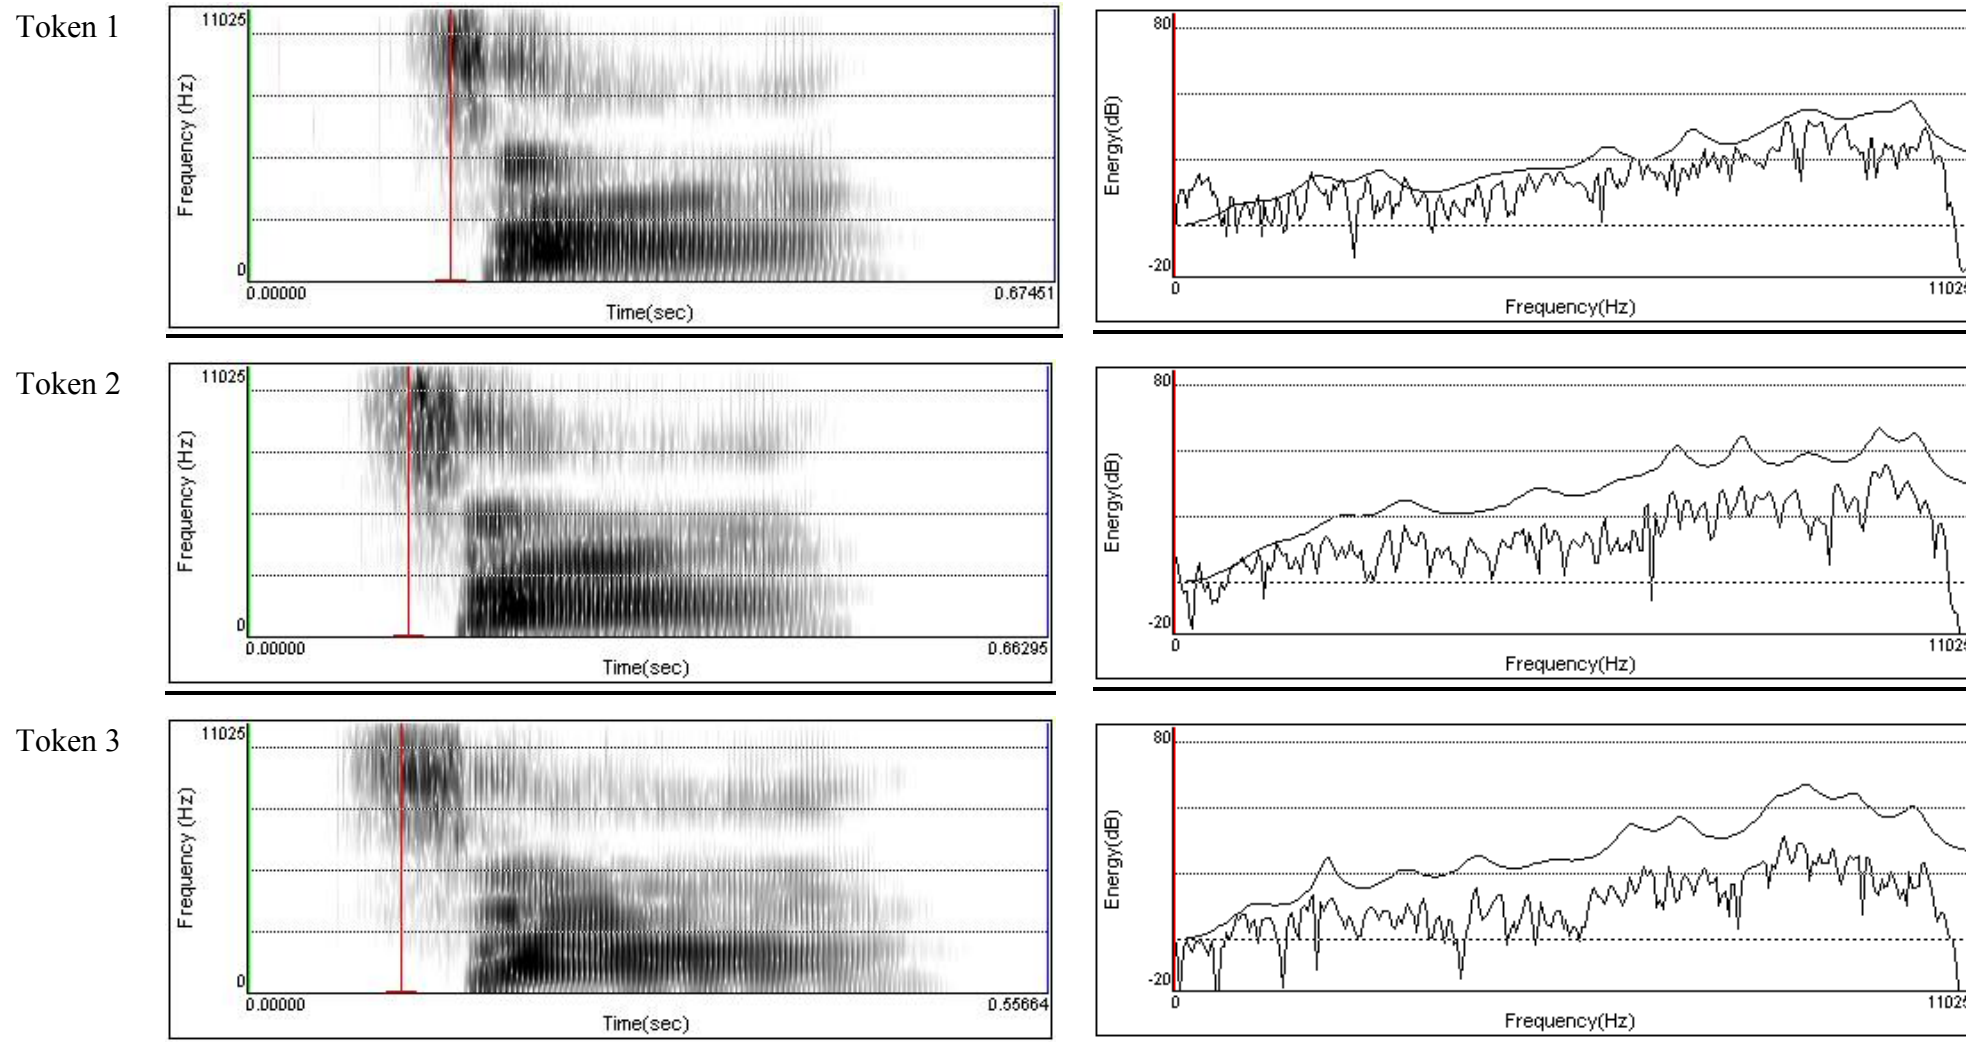 Token 1
11025
Frequency (Hz)
0
0.00000
0.67451
Time(sec)
80
Energy(dB)
-20
0
11025
Frequency(Hz)
Token 2
11025
Frequency (Hz)
0
0.00000
0.66295
Time(sec)
80
Energy(dB)
-20
0
11025
Frequency(Hz)
Token 3
11025
Frequency (Hz)
0
0.00000
0.55664
Time(sec)
80
Energy(dB)
-20
0
11025
Frequency(Hz)